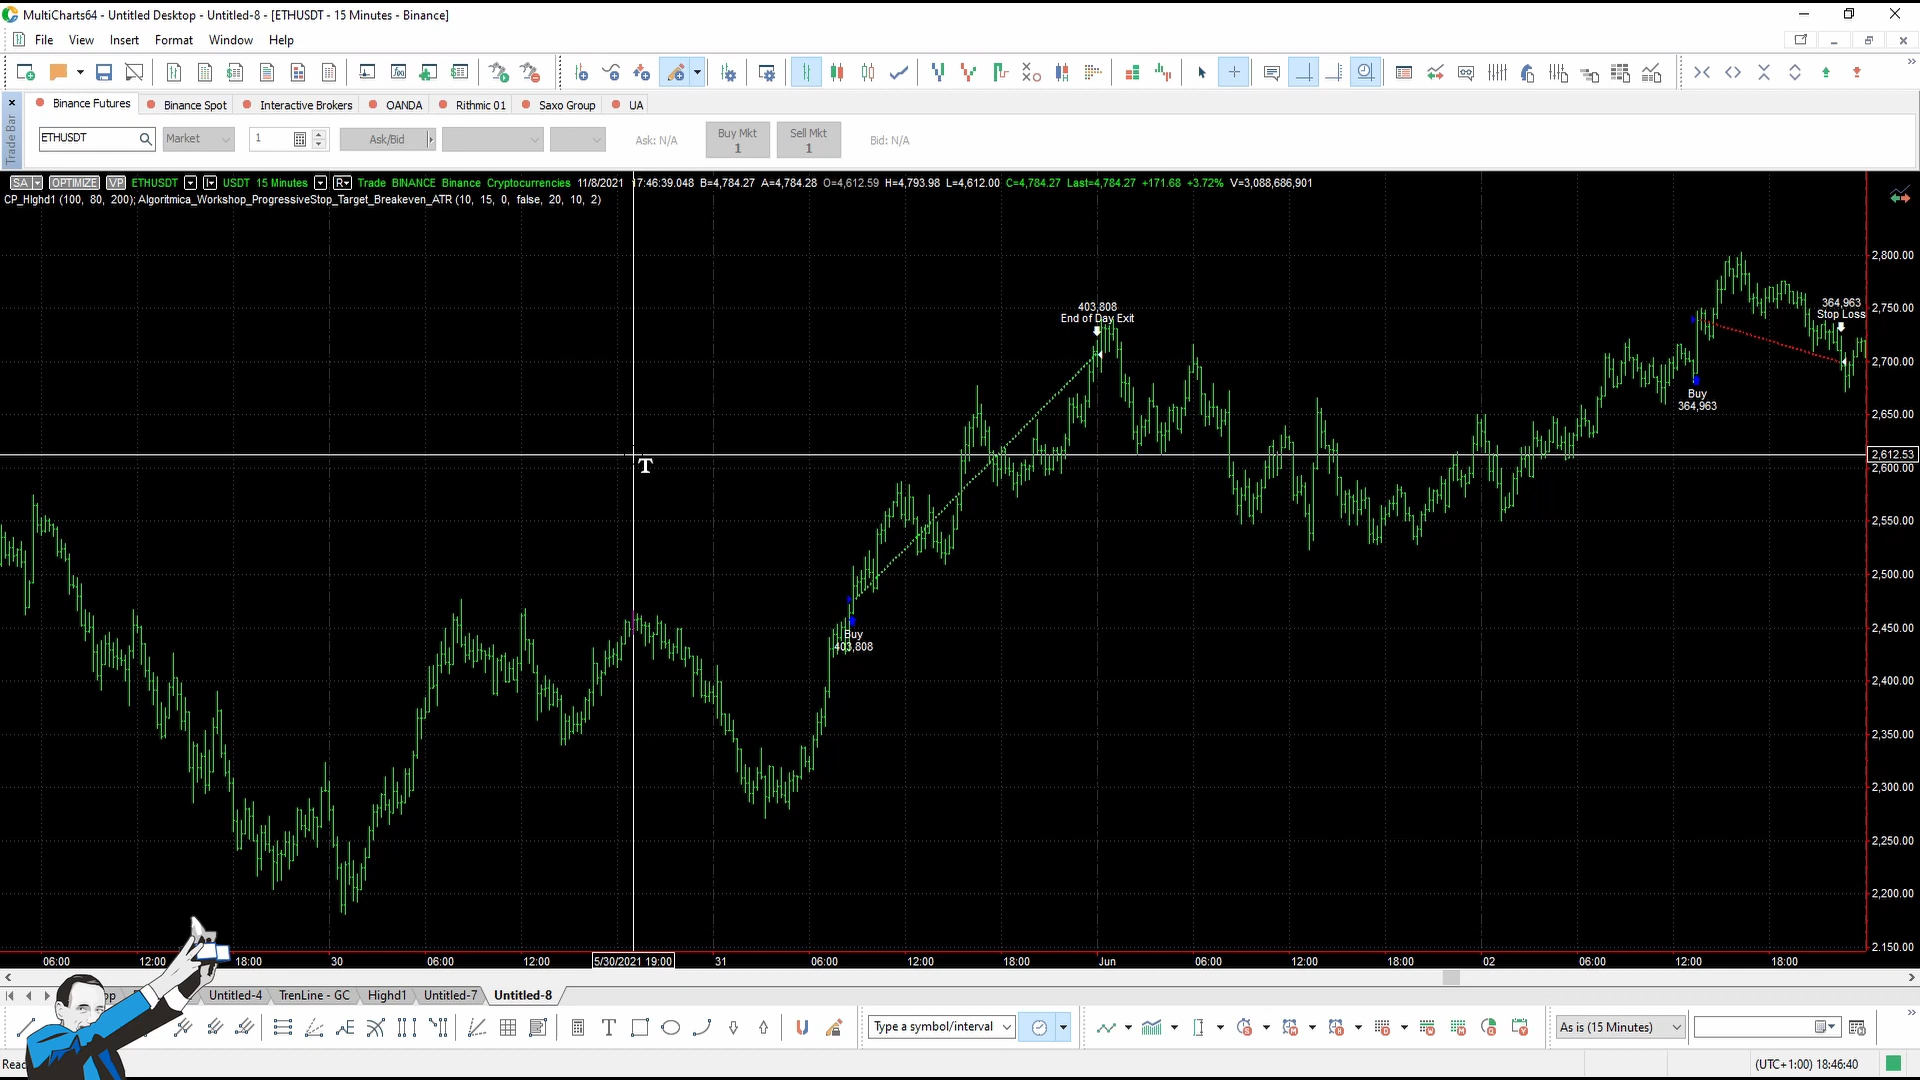 MultiCharts64 - Untitled Desktop - Untitled-8 - [ETHUSDT - 15 Minutes - Binance]
File View Insert Format Window Help
Binance Futures Binance Spot Interactive Brokers OANDA Rithmic 01 Saxo Group UA
Trade Bar
ETHUSDT Market 1 Ask/Bid Ask: N/A Buy Mkt 1 Sell Mkt 1 Bid: N/A
SA OPTIMIZE VP ETHUSDT USDT 15 Minutes R Trade BINANCE Binance Cryptocurrencies 11/8/2021 17:46:39.048 B=4,784.27 A=4,784.28 O=4,612.59 H=4,793.98 L=4,612.00 C=4,784.27 Last=4,784.27 +171.68 +3.72% V=3,088,686,901
CP_HIghd1 (100, 80, 200); Algoritmica_Workshop_ProgressiveStop_Target_Breakeven_ATR (10, 15, 0, false, 20, 10, 2)
2,800.00
403,808
End of Day Exit
364,963
Stop Loss
2,750.00
2,700.00
Buy
364,963
2,650.00
2,612.53
2,600.00
2,550.00
2,500.00
2,450.00
Buy
403,808
2,400.00
2,350.00
2,300.00
2,250.00
2,200.00
2,150.00
06:00 12:00 18:00 30 06:00 12:00 5/30/2021 19:00 31 06:00 12:00 18:00 Jun 06:00 12:00 18:00 02 06:00 12:00 18:00
Untitled-4 TrenLine - GC Highd1 Untitled-7 Untitled-8
T Type a symbol/interval As is (15 Minutes)
(UTC+1:00) 18:46:40